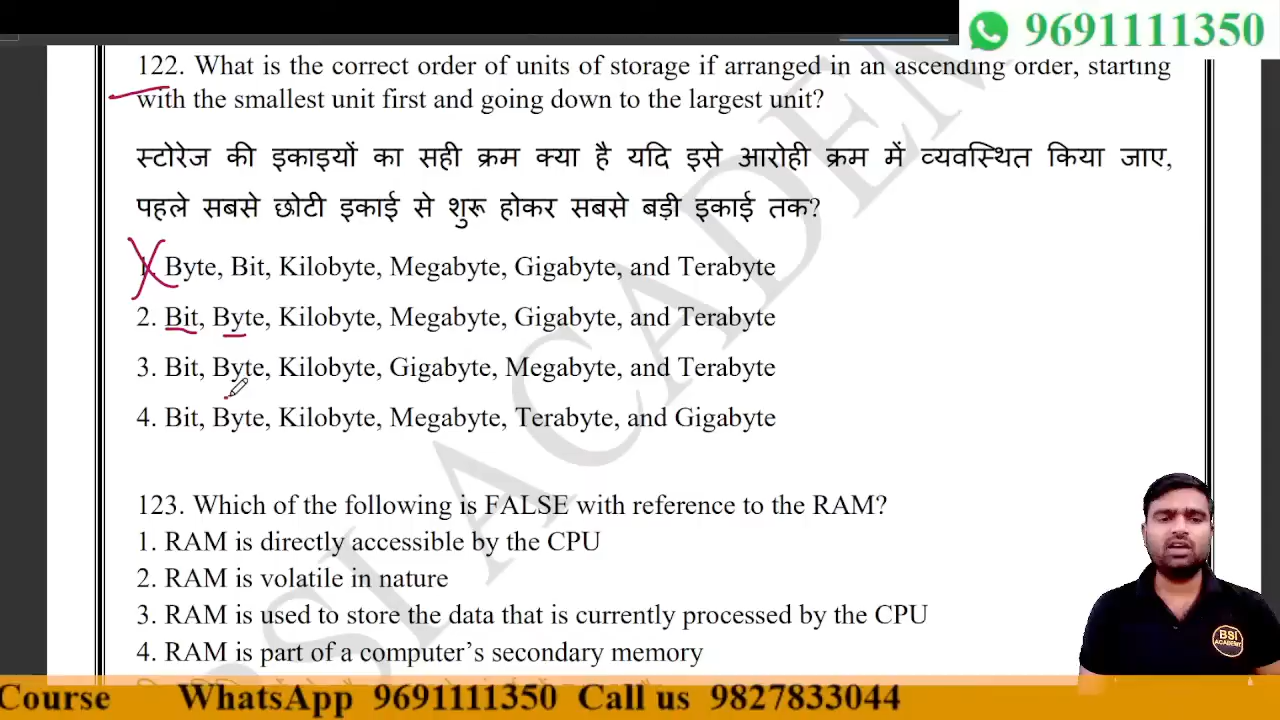 9691111350
122. What is the correct order of units of storage if arranged in an ascending order, starting
with the smallest unit first and going down to the largest unit?
स्टोरेज की इकाइयों का सही क्रम क्या है यदि इसे आरोही क्रम में व्यवस्थित किया जाए,
पहले सबसे छोटी इकाई से शुरू होकर सबसे बड़ी इकाई तक?
1. Byte, Bit, Kilobyte, Megabyte, Gigabyte, and Terabyte
2. Bit, Byte, Kilobyte, Megabyte, Gigabyte, and Terabyte
3. Bit, Byte, Kilobyte, Gigabyte, Megabyte, and Terabyte
4. Bit, Byte, Kilobyte, Megabyte, Terabyte, and Gigabyte
123. Which of the following is FALSE with reference to the RAM?
1. RAM is directly accessible by the CPU
2. RAM is volatile in nature
3. RAM is used to store the data that is currently processed by the CPU
4. RAM is part of a computer's secondary memory
BSI
ACADEMY
Course WhatsApp 9691111350 Call us 9827833044